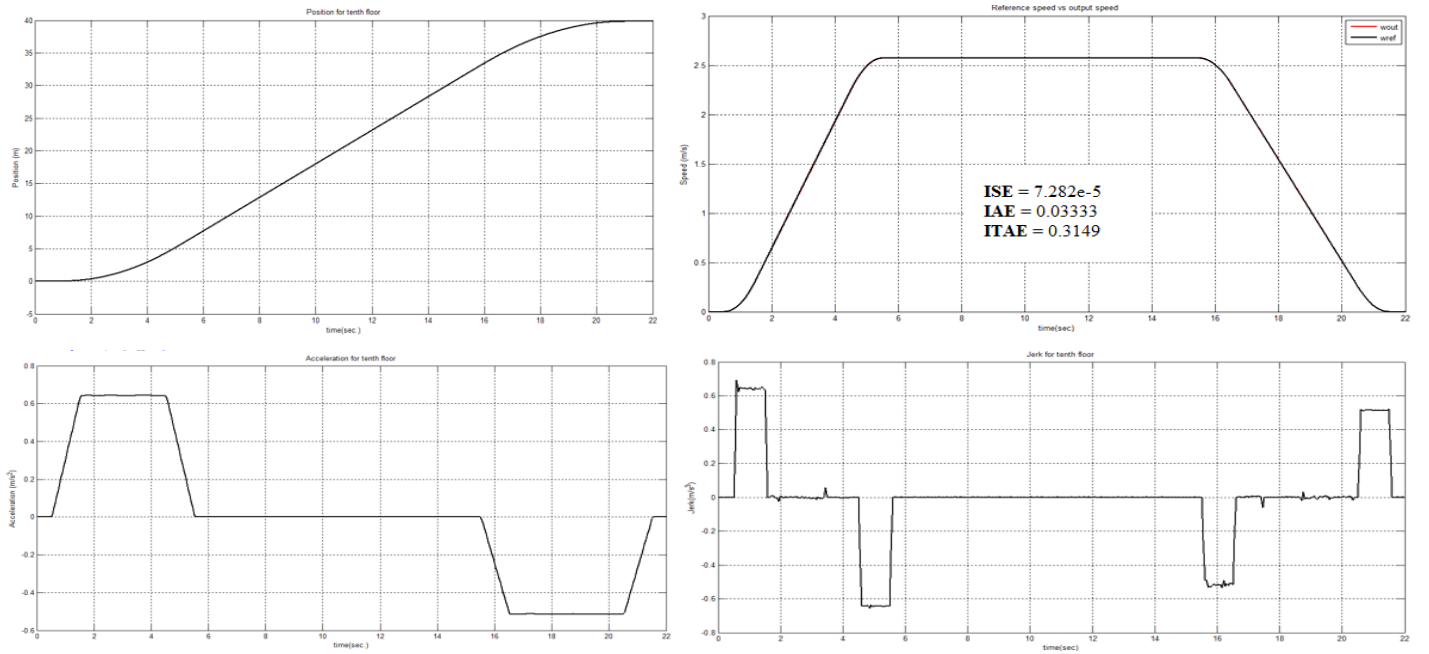 Position for tenth floor
40
35
30
25
20
15
10
5
0
-5
Position (m)
0 2 4 6 8 10 12 14 16 18 20 22
time(sec.)
Reference speed vs output speed
wout
wref
3
2.5
2
1.5
1
0.5
0
Speed (m/s)
ISE = 7.282e-5
IAE = 0.03333
ITAE = 0.3149
0 2 4 6 8 10 12 14 16 18 20 22
time(sec)
Acceleration for tenth floor
0.8
0.6
0.4
0.2
0
-0.2
-0.4
-0.6
Acceleration (m/s²)
0 2 4 6 8 10 12 14 16 18 20 22
time(sec)
Jerk for tenth floor
0.8
0.6
0.4
0.2
0
-0.2
-0.4
-0.6
-0.8
Jerk(m/s³)
0 2 4 6 8 10 12 14 16 18 20 22
time(sec)